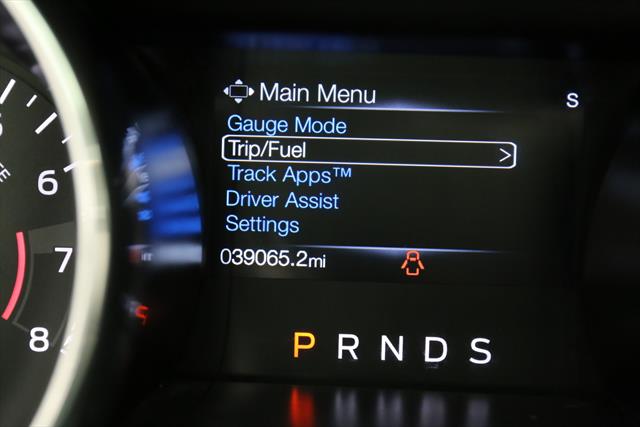 Main Menu
S
Gauge Mode
Trip/Fuel >
Track Apps™
Driver Assist
Settings
039065.2mi
P R N D S
6
7
8